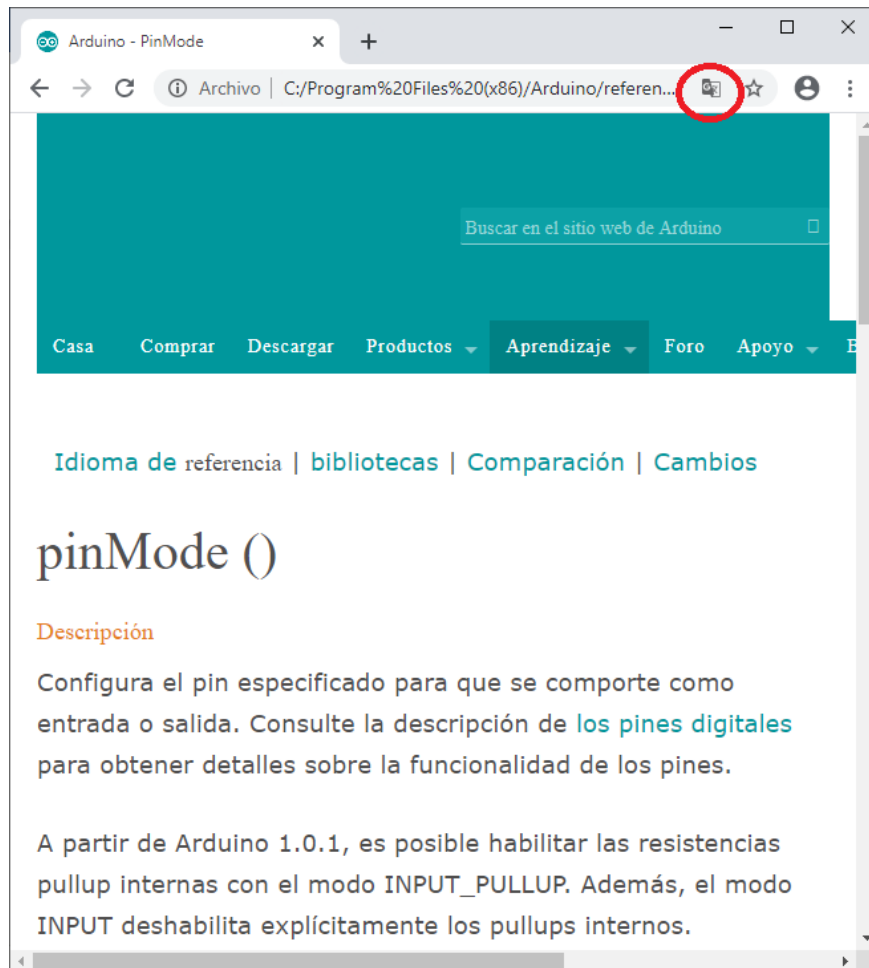 Arduino - PinMode
Archivo | C:/Program%20Files%20(x86)/Arduino/referen...
Buscar en el sitio web de Arduino
Casa Comprar Descargar Productos Aprendizaje Foro Apoyo
Idioma de referencia | bibliotecas | Comparación | Cambios
pinMode ()
Descripción
Configura el pin especificado para que se comporte como
entrada o salida. Consulte la descripción de los pines digitales
para obtener detalles sobre la funcionalidad de los pines.
A partir de Arduino 1.0.1, es posible habilitar las resistencias
pullup internas con el modo INPUT_PULLUP. Además, el modo
INPUT deshabilita explícitamente los pullups internos.